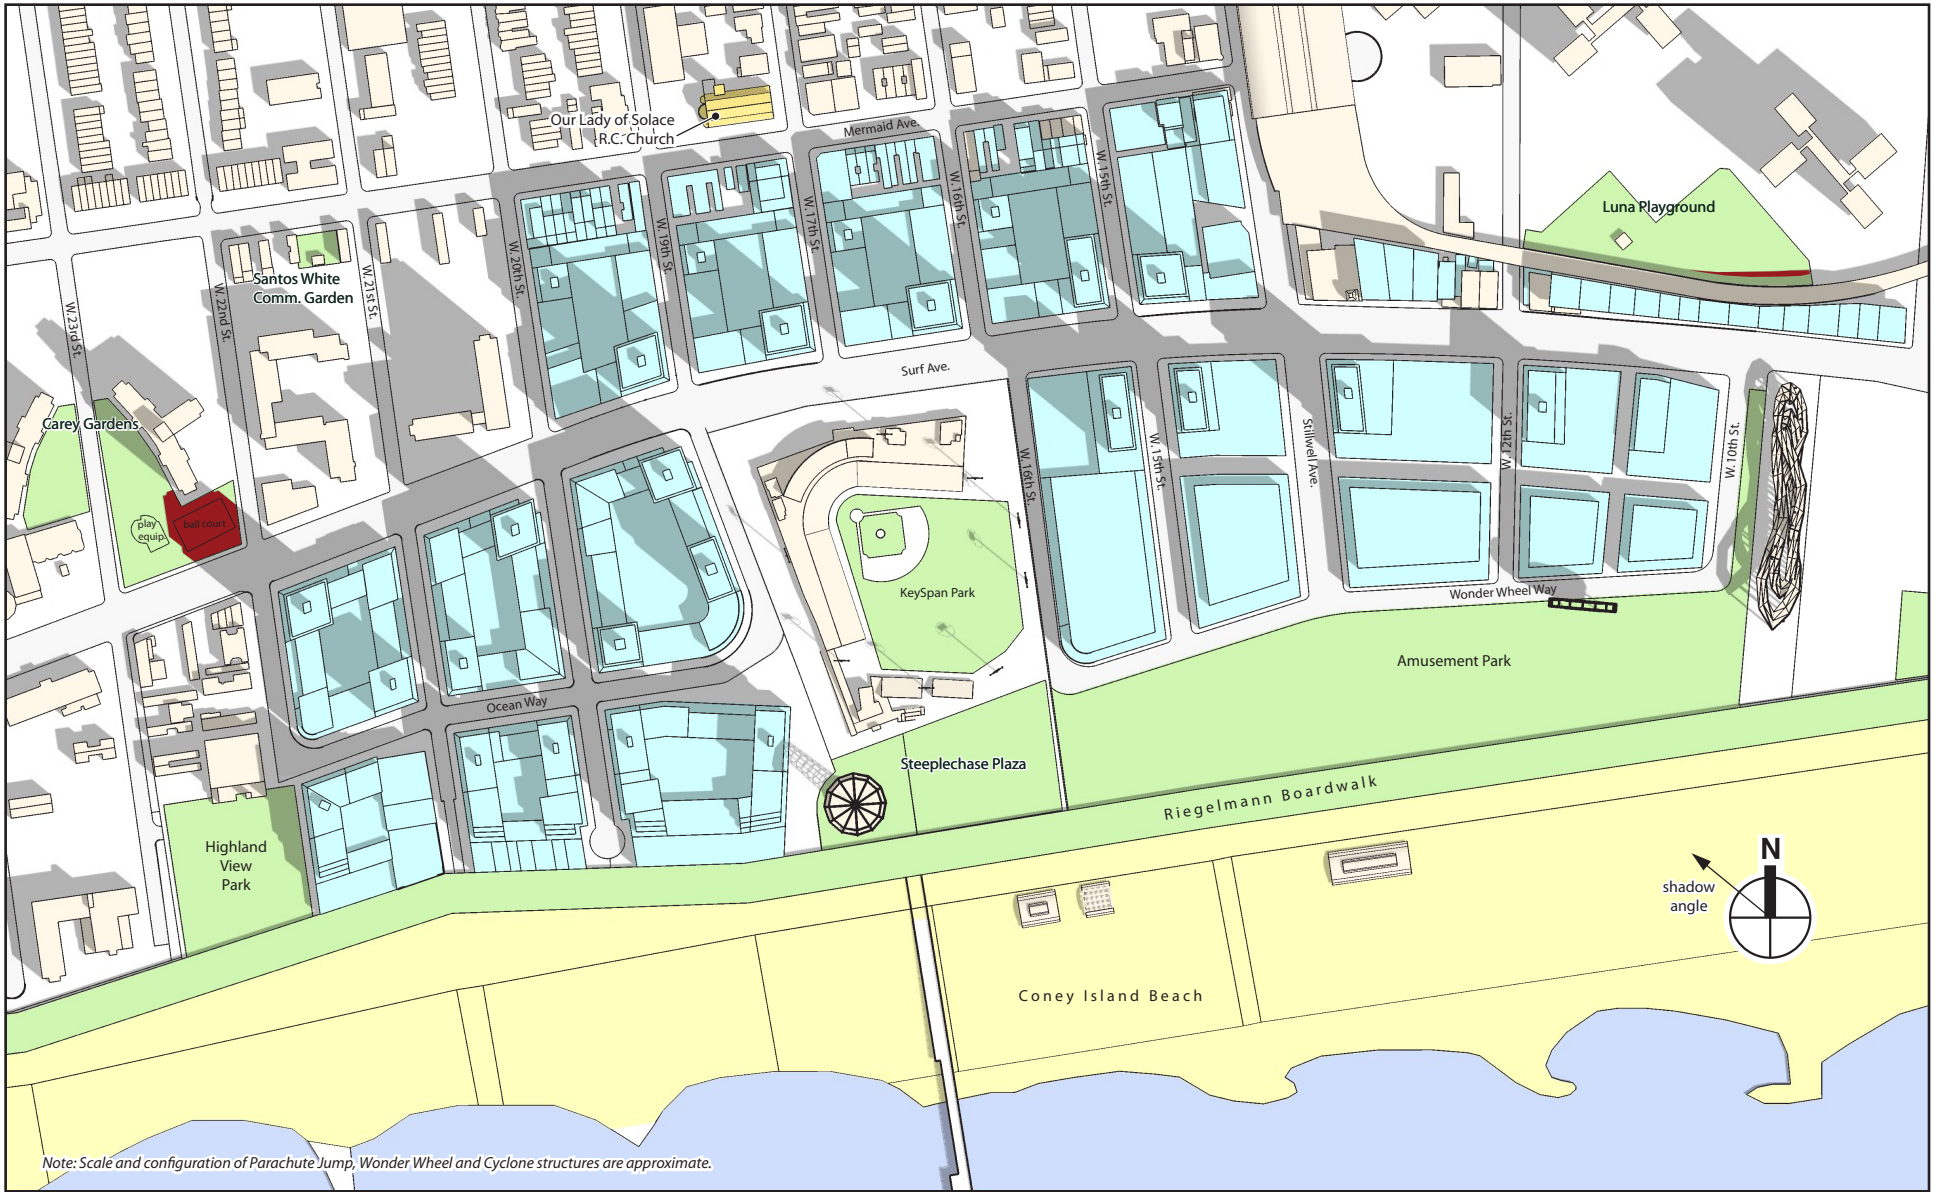 Our Lady of Solace
R.C. Church
Mermaid Ave.
W. 15th St.
W. 16th St.
W. 17th St.
W. 19th St.
W. 20th St.
Luna Playground
Santos White
Comm. Garden
W. 21st St.
W. 22nd St.
W. 23rd St.
Surf Ave.
Carey Gardens
W. 16th St.
W. 15th St.
Stillwell Ave.
W. 12th St.
W. 10th St.
play
equip.
ball court
KeySpan Park
Wonder Wheel Way
Amusement Park
Ocean Way
Steeplechase Plaza
Riegelmann Boardwalk
Highland
View
Park
N
shadow
angle
Coney Island Beach
Note: Scale and configuration of Parachute Jump, Wonder Wheel and Cyclone structures are approximate.